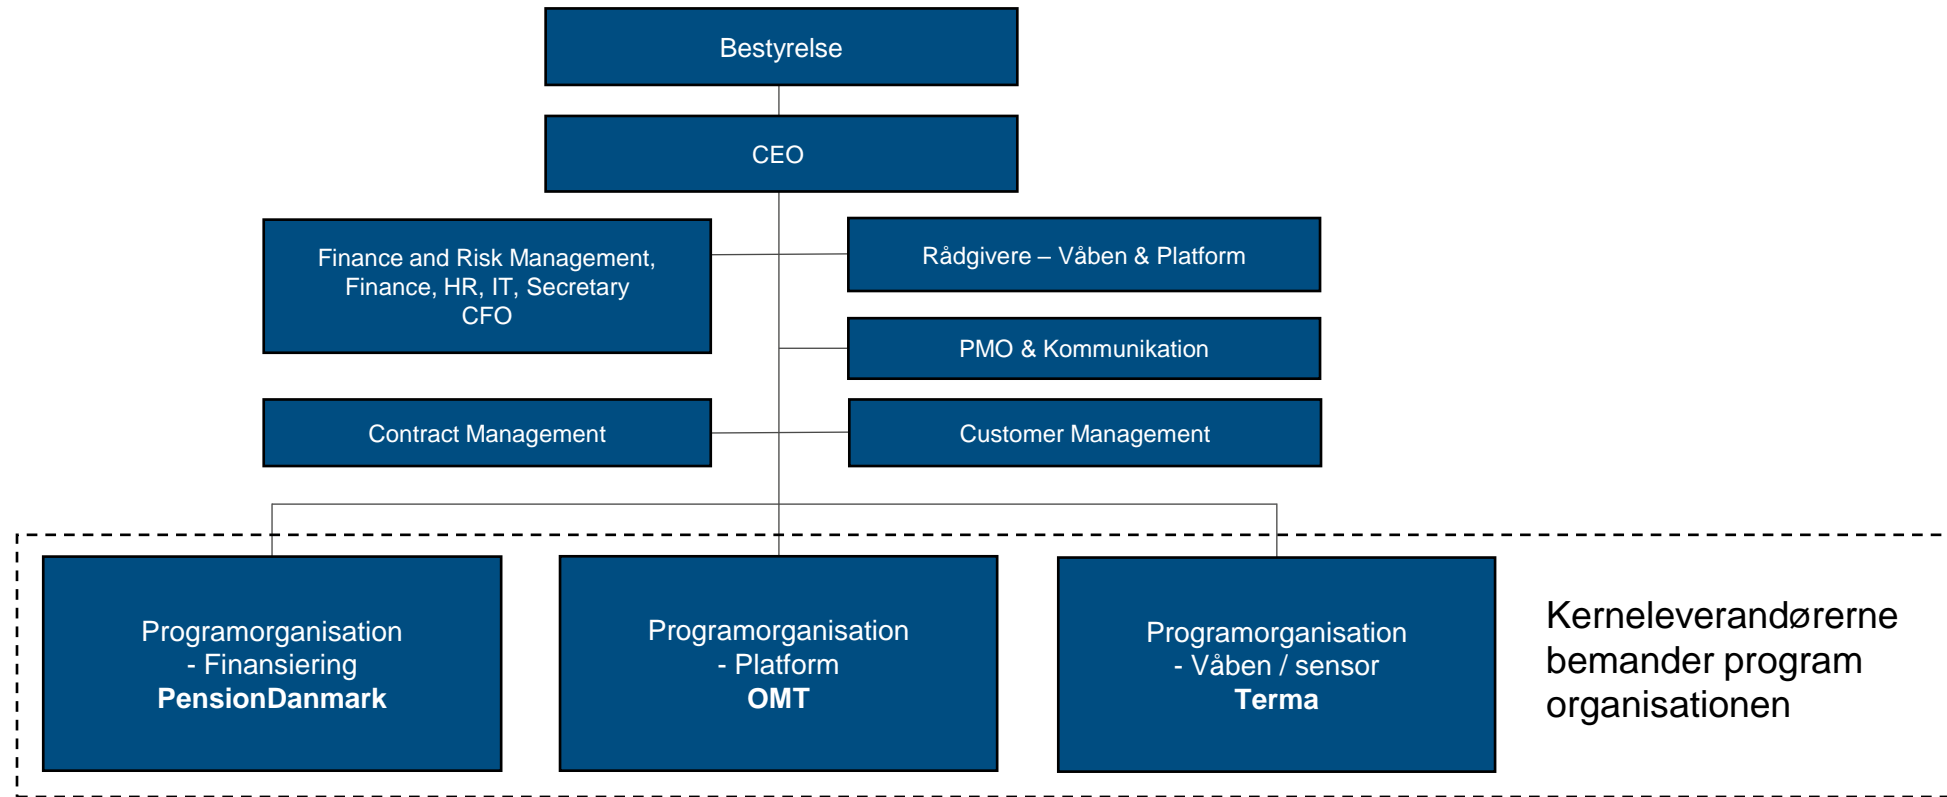 Bestyrelse
CEO
Finance and Risk Management,
Finance, HR, IT, Secretary
CFO
Rådgivere – Våben & Platform
PMO & Kommunikation
Contract Management
Customer Management
Programorganisation
- Finansiering
PensionDanmark
Programorganisation
- Platform
OMT
Programorganisation
- Våben / sensor
Terma
Kerneleverandørerne
bemander program
organisationen